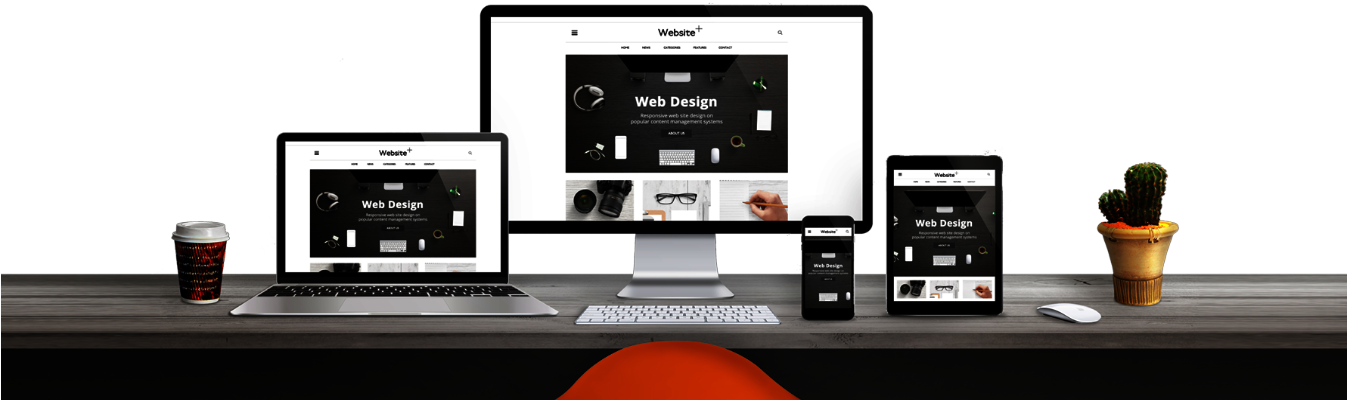 Website+
HOME NEWS CATEGORIES FEATURES CONTACT
Web Design
Responsive web site design on
popular content management systems
ABOUT US
Website+
HOME NEWS CATEGORIES FEATURES CONTACT
Web Design
Responsive web site design on
popular content management systems
ABOUT US
Website+
Web Design
Website+
Web Design
Responsive web site design on
popular content management systems
ABOUT US